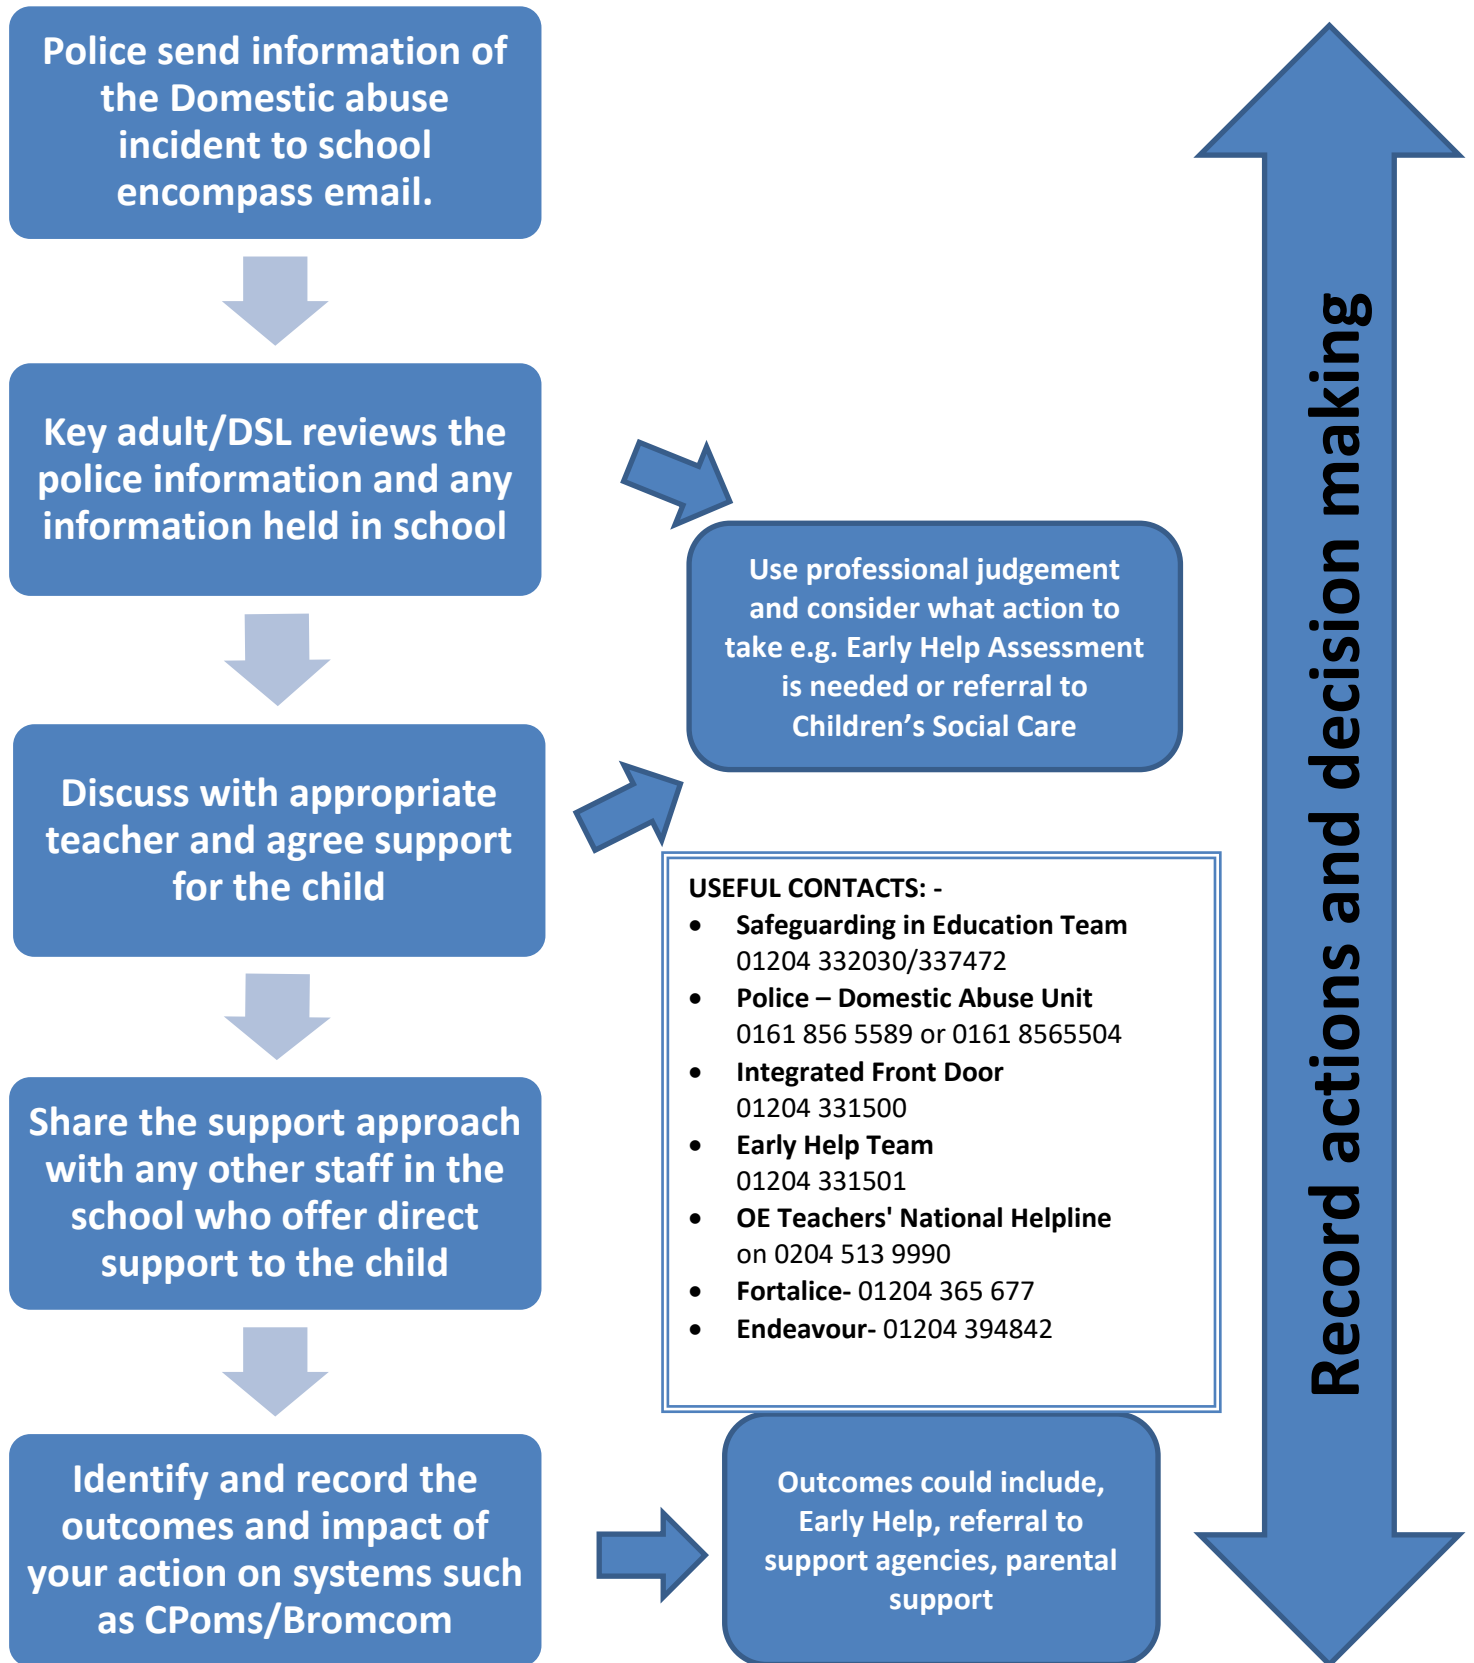 Police send information of
the Domestic abuse
incident to school
encompass email.
Key adult/DSL reviews the
police information and any
information held in school
Use professional judgement
and consider what action to
take e.g. Early Help Assessment
is needed or referral to
Children’s Social Care
Discuss with appropriate
teacher and agree support
for the child
USEFUL CONTACTS: -
• Safeguarding in Education Team
01204 332030/337472
• Police – Domestic Abuse Unit
0161 856 5589 or 0161 8565504
• Integrated Front Door
01204 331500
• Early Help Team
01204 331501
• OE Teachers' National Helpline
on 0204 513 9990
• Fortalice- 01204 365 677
• Endeavour- 01204 394842
Share the support approach
with any other staff in the
school who offer direct
support to the child
Identify and record the
outcomes and impact of
your action on systems such
as CPoms/Bromcom
Outcomes could include,
Early Help, referral to
support agencies, parental
support
Record actions and decision making